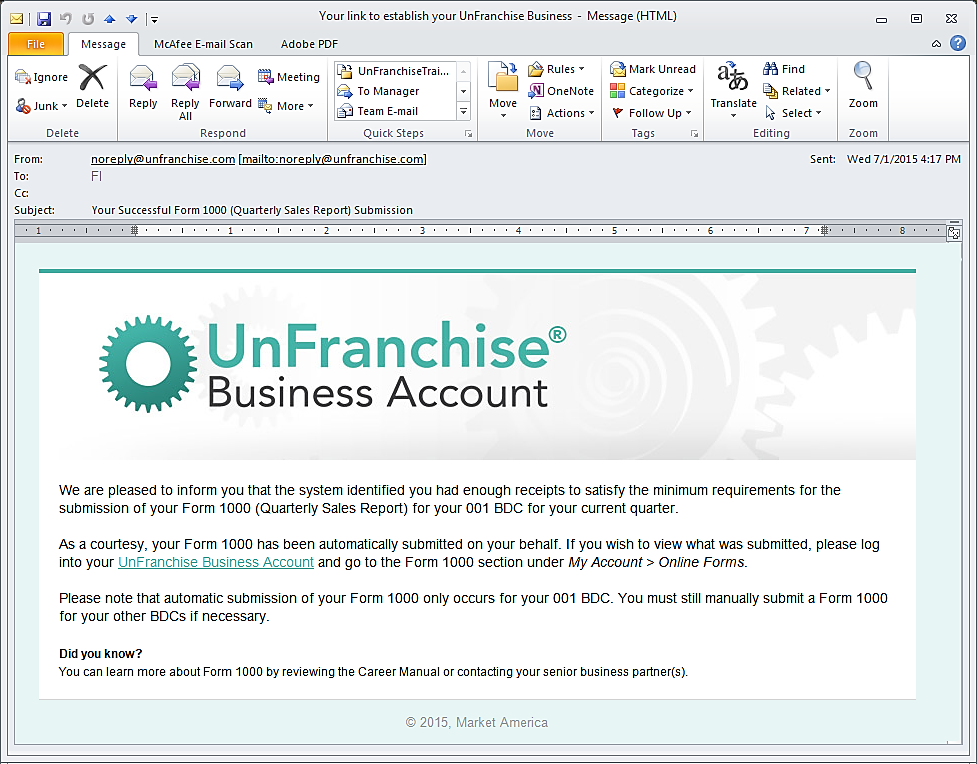 Your link to establish your UnFranchise Business - Message (HTML)
File Message McAfee E-mail Scan Adobe PDF
Ignore
Junk
Delete
Delete
Reply
Reply All
Forward
Meeting
More
Respond
UnFranchiseTrai...
To Manager
Team E-mail
Quick Steps
Move
Rules
OneNote
Actions
Move
Mark Unread
Categorize
Follow Up
Tags
Translate
Find
Related
Select
Editing
Zoom
Zoom
From: noreply@unfranchise.com [mailto:noreply@unfranchise.com] Sent: Wed 7/1/2015 4:17 PM
To: FI
Cc:
Subject: Your Successful Form 1000 (Quarterly Sales Report) Submission
1 1 2 3 4 5 6 7 8
UnFranchise®
Business Account
We are pleased to inform you that the system identified you had enough receipts to satisfy the minimum requirements for the
submission of your Form 1000 (Quarterly Sales Report) for your 001 BDC for your current quarter.
As a courtesy, your Form 1000 has been automatically submitted on your behalf. If you wish to view what was submitted, please log
into your UnFranchise Business Account and go to the Form 1000 section under My Account > Online Forms.
Please note that automatic submission of your Form 1000 only occurs for your 001 BDC. You must still manually submit a Form 1000
for your other BDCs if necessary.
Did you know?
You can learn more about Form 1000 by reviewing the Career Manual or contacting your senior business partner(s).
© 2015, Market America